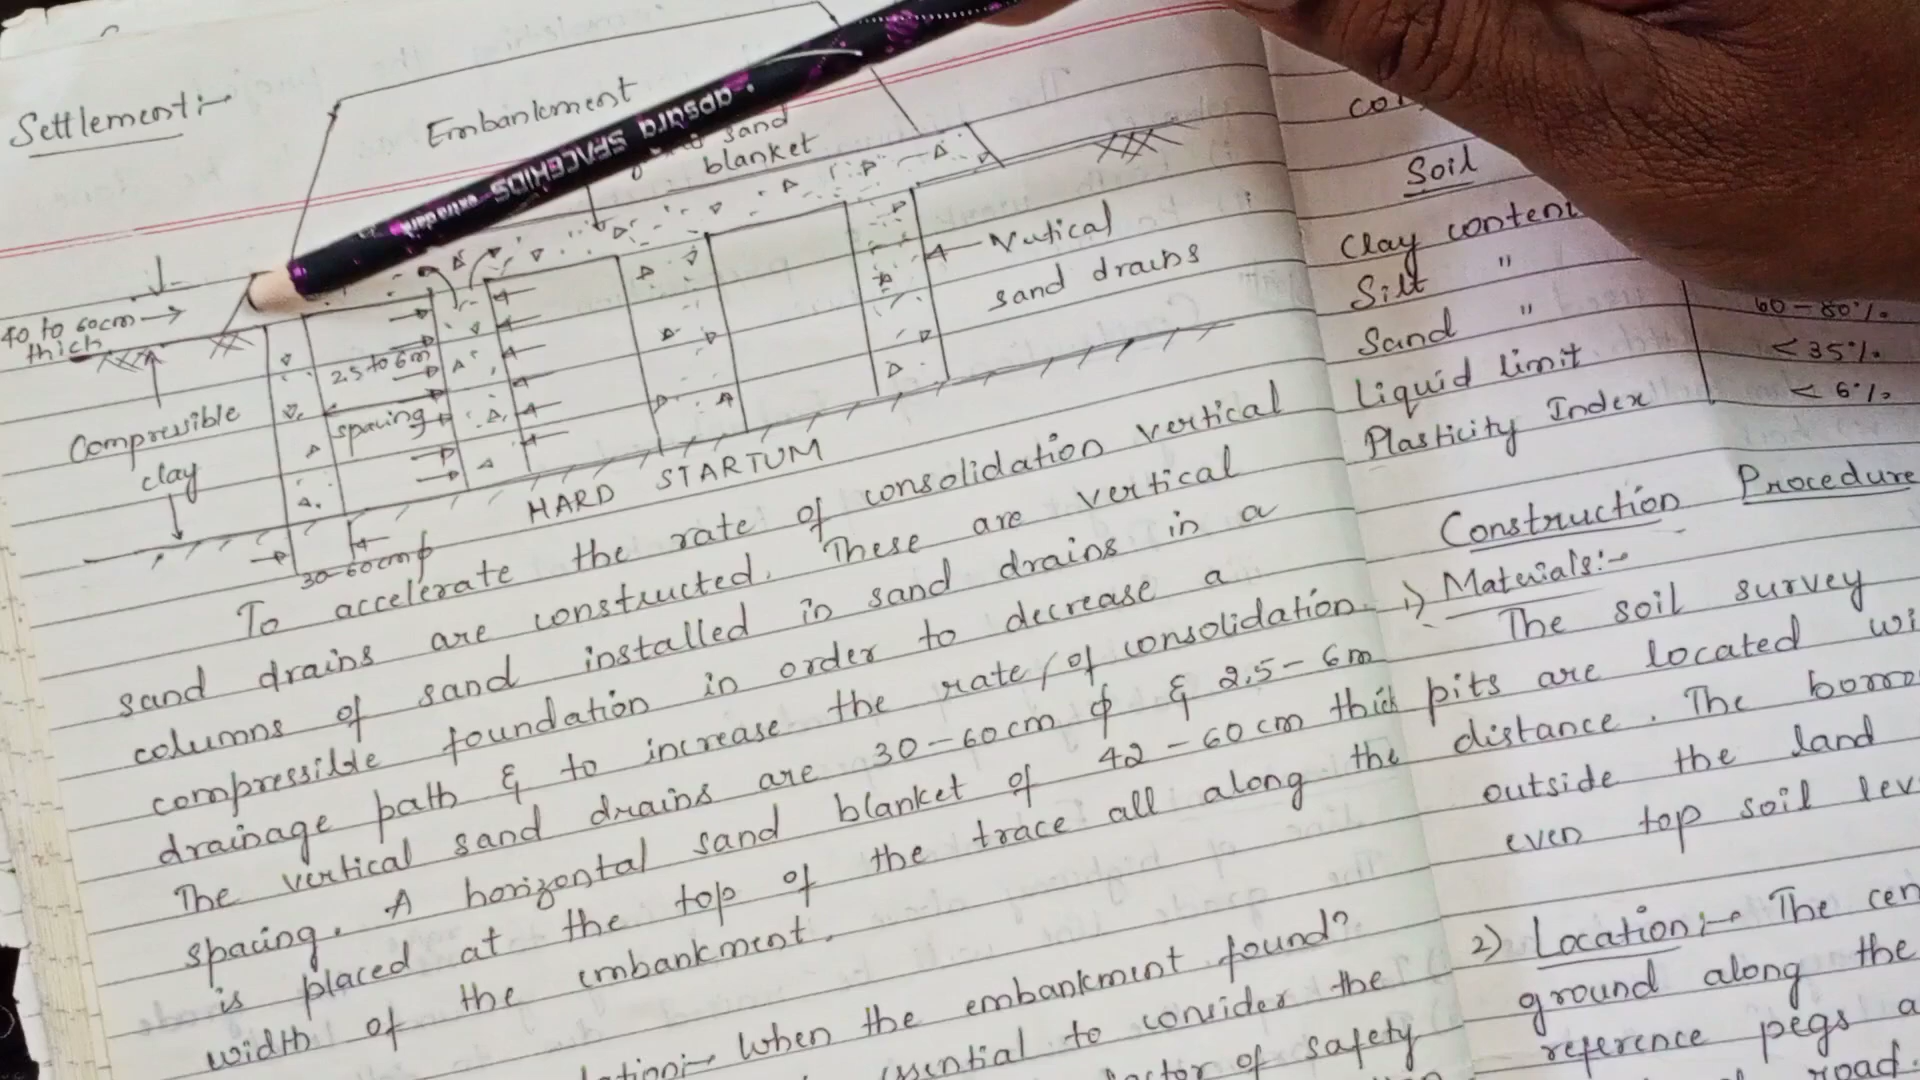 Settlement:-
Embankment
sand
blanket
apsara SPACEKIDS extra dark
Vertical
sand drains
40 to 60cm
thick
2.5 to 6m
spacing
Compressible
clay
HARD STARTUM
30-60cmϕ
To accelerate the rate of consolidation vertical
sand drains are constructed. These are vertical
columns of sand installed in sand drains in a
compressible foundation in order to decrease a
drainage path & to increase the rate of consolidation.
The vertical sand drains are 30-60cm ϕ & 2.5-6m
spacing. A horizontal sand blanket of 42-60cm thick
is placed at the top of the trace all along the
width of the embankment.
When the embankment found?
to consider the
of safety
Soil
Clay content
Silt "
Sand " 60-80%
Liquid limit <35%
Plasticity Index <6%
Construction Procedure
1) Materials:-
The soil survey
pits are located
distance. The
outside the land
even top soil
2) Location:- The
ground along the
reference pegs
road.